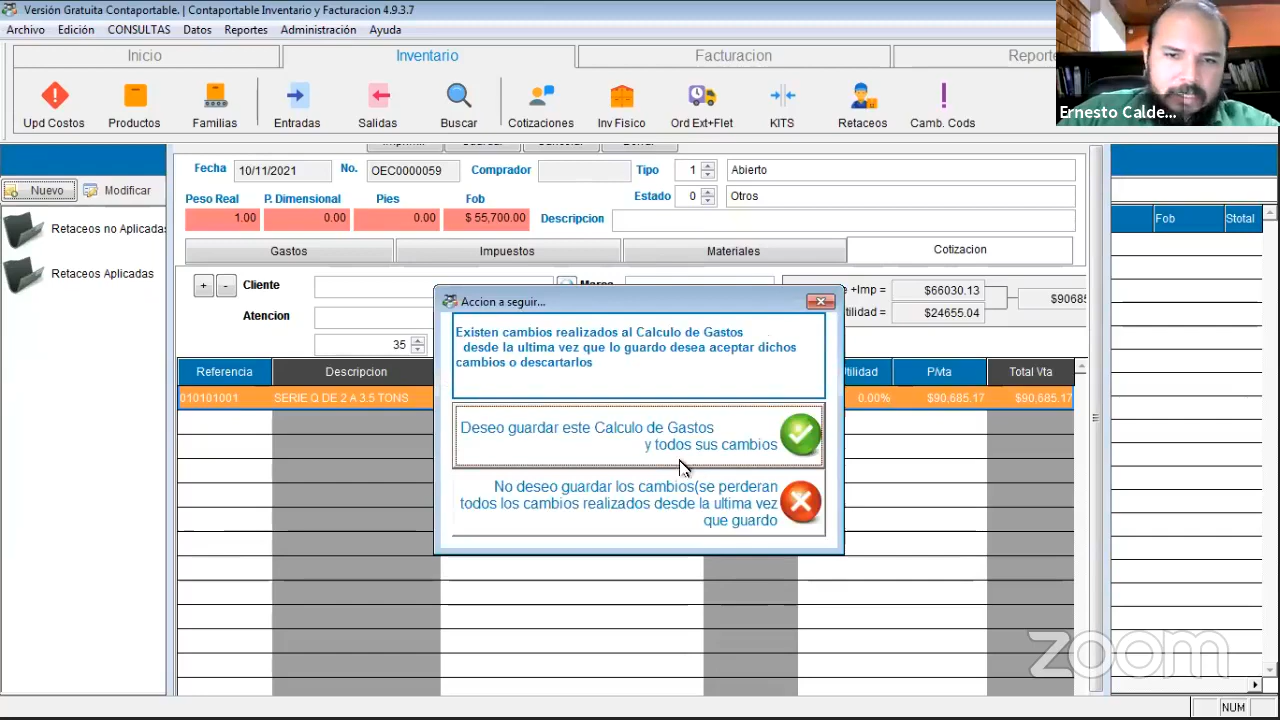 Versión Gratuita Contaportable. | Contaportable Inventario y Facturacion 4.9.3.7
Archivo Edición CONSULTAS Datos Reportes Administración Ayuda
Inicio Inventario Facturacion Reporte
Upd Costos Productos Familias Entradas Buscar Cotizaciones Inv Fisico Ord Ext+Flet KITS Retaceos Camb. Cods
Ernesto Calde...
Nuevo Modificar
Retaceos no Aplicadas
Retaceos Aplicadas
Fecha 10/11/2021 No. OEC0000059 Comprador Tipo 1 Abierto
Estado 0 Otros
Peso Real P. Dimensional Pies Fob
1.00 0.00 0.00 $ 55,700.00 Descripcion
Gastos Impuestos Materiales Cotizacion
+ - Cliente +Imp = $66030.13
Atencion tilidad = $24655.04 $90685
35
Referencia Descripcion tilidad P/Vta Total Vta
010101001 SERIE Q DE 2 A 3.5 TONS 0.00% $90,685.17 $90,685.17
Fob Stotal
Accion a seguir...
Existen cambios realizados al Calculo de Gastos
desde la ultima vez que lo guardo desea aceptar dichos
cambios o descartarlos
Deseo guardar este Calculo de Gastos
y todos sus cambios
No deseo guardar los cambios(se perderan
todos los cambios realizados desde la ultima vez
que guardo
zoom
NUM